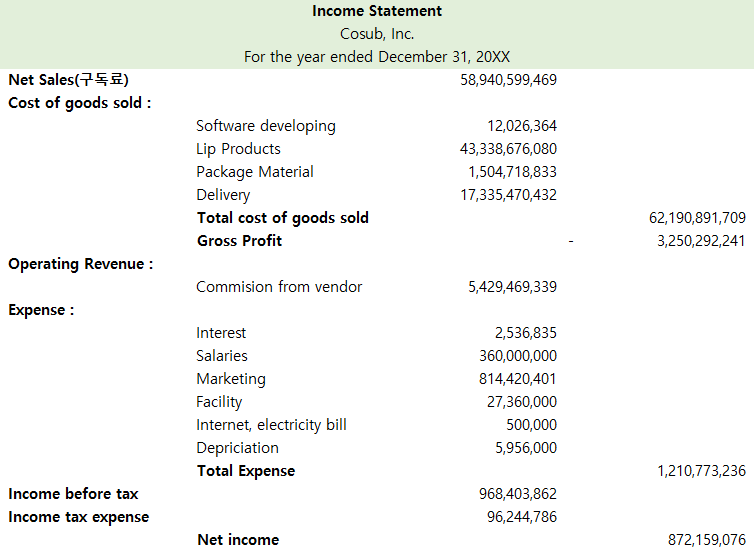 Income Statement
Cosub, Inc.
For the year ended December 31, 20XX
Net Sales(구독료) 58,940,599,469
Cost of goods sold :
Software developing 12,026,364
Lip Products 43,338,676,080
Package Material 1,504,718,833
Delivery 17,335,470,432
Total cost of goods sold 62,190,891,709
Gross Profit - 3,250,292,241
Operating Revenue :
Commision from vendor 5,429,469,339
Expense :
Interest 2,536,835
Salaries 360,000,000
Marketing 814,420,401
Facility 27,360,000
Internet, electricity bill 500,000
Depriciation 5,956,000
Total Expense 1,210,773,236
Income before tax 968,403,862
Income tax expense 96,244,786
Net income 872,159,076